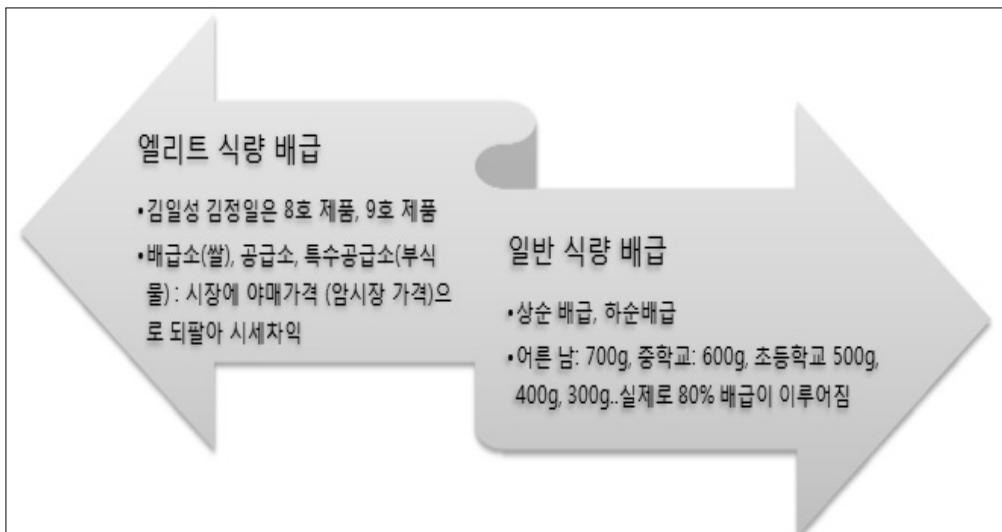 엘리트 식량 배급
•김일성 김정일은 8호 제품, 9호 제품
•배급소(쌀), 공급소, 특수공급소(부식
물) : 시장에 야매가격 (암시장 가격)으
로 되팔아 시세차익
일반 식량 배급
•상순 배급, 하순배급
•어른 남: 700g, 중학교: 600g, 초등학교 500g,
400g, 300g..실제로 80% 배급이 이루어짐